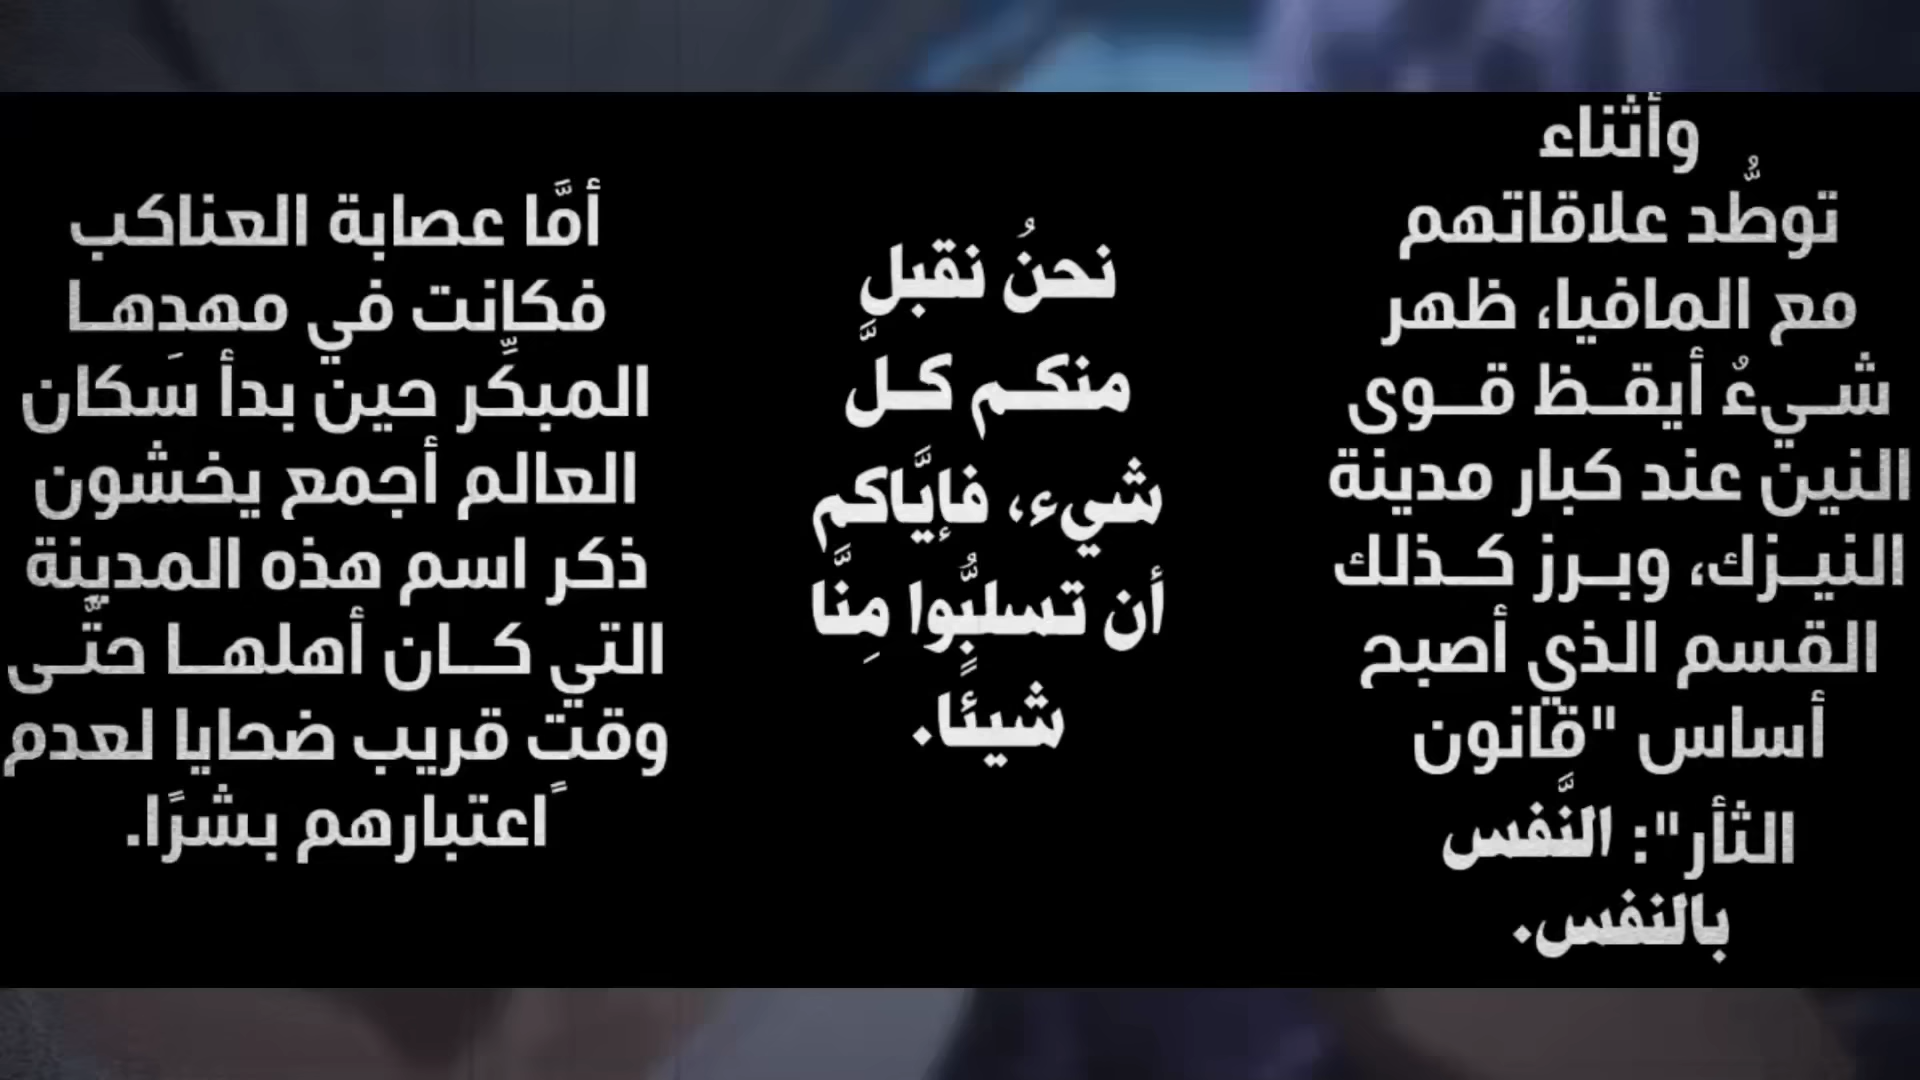 وأثناء
توطُّد علاقاتهم
مع المافيا، ظهر
شيءٌ أيقظ قوى
النين عند كبار مدينة
النيزك، وبرز كذلك
القسم الذي أصبح
أساس "قانون
الثأر": النَّفس
بالنفس.
نحنُ نقبل
منكم كلَّ
شيء، فإيَّاكم
أن تسلبُوا مِنَّا
شيئًا.
أمَّا عصابة العناكب
فكانت في مهدها
المبكِّر حين بدأ سَكان
العالم أجمع يخشون
ذكر اسم هذه المدينة
التي كان أهلها حتَّى
وقت قريب ضحايا لعدم
اعتبارهم بشرًا.